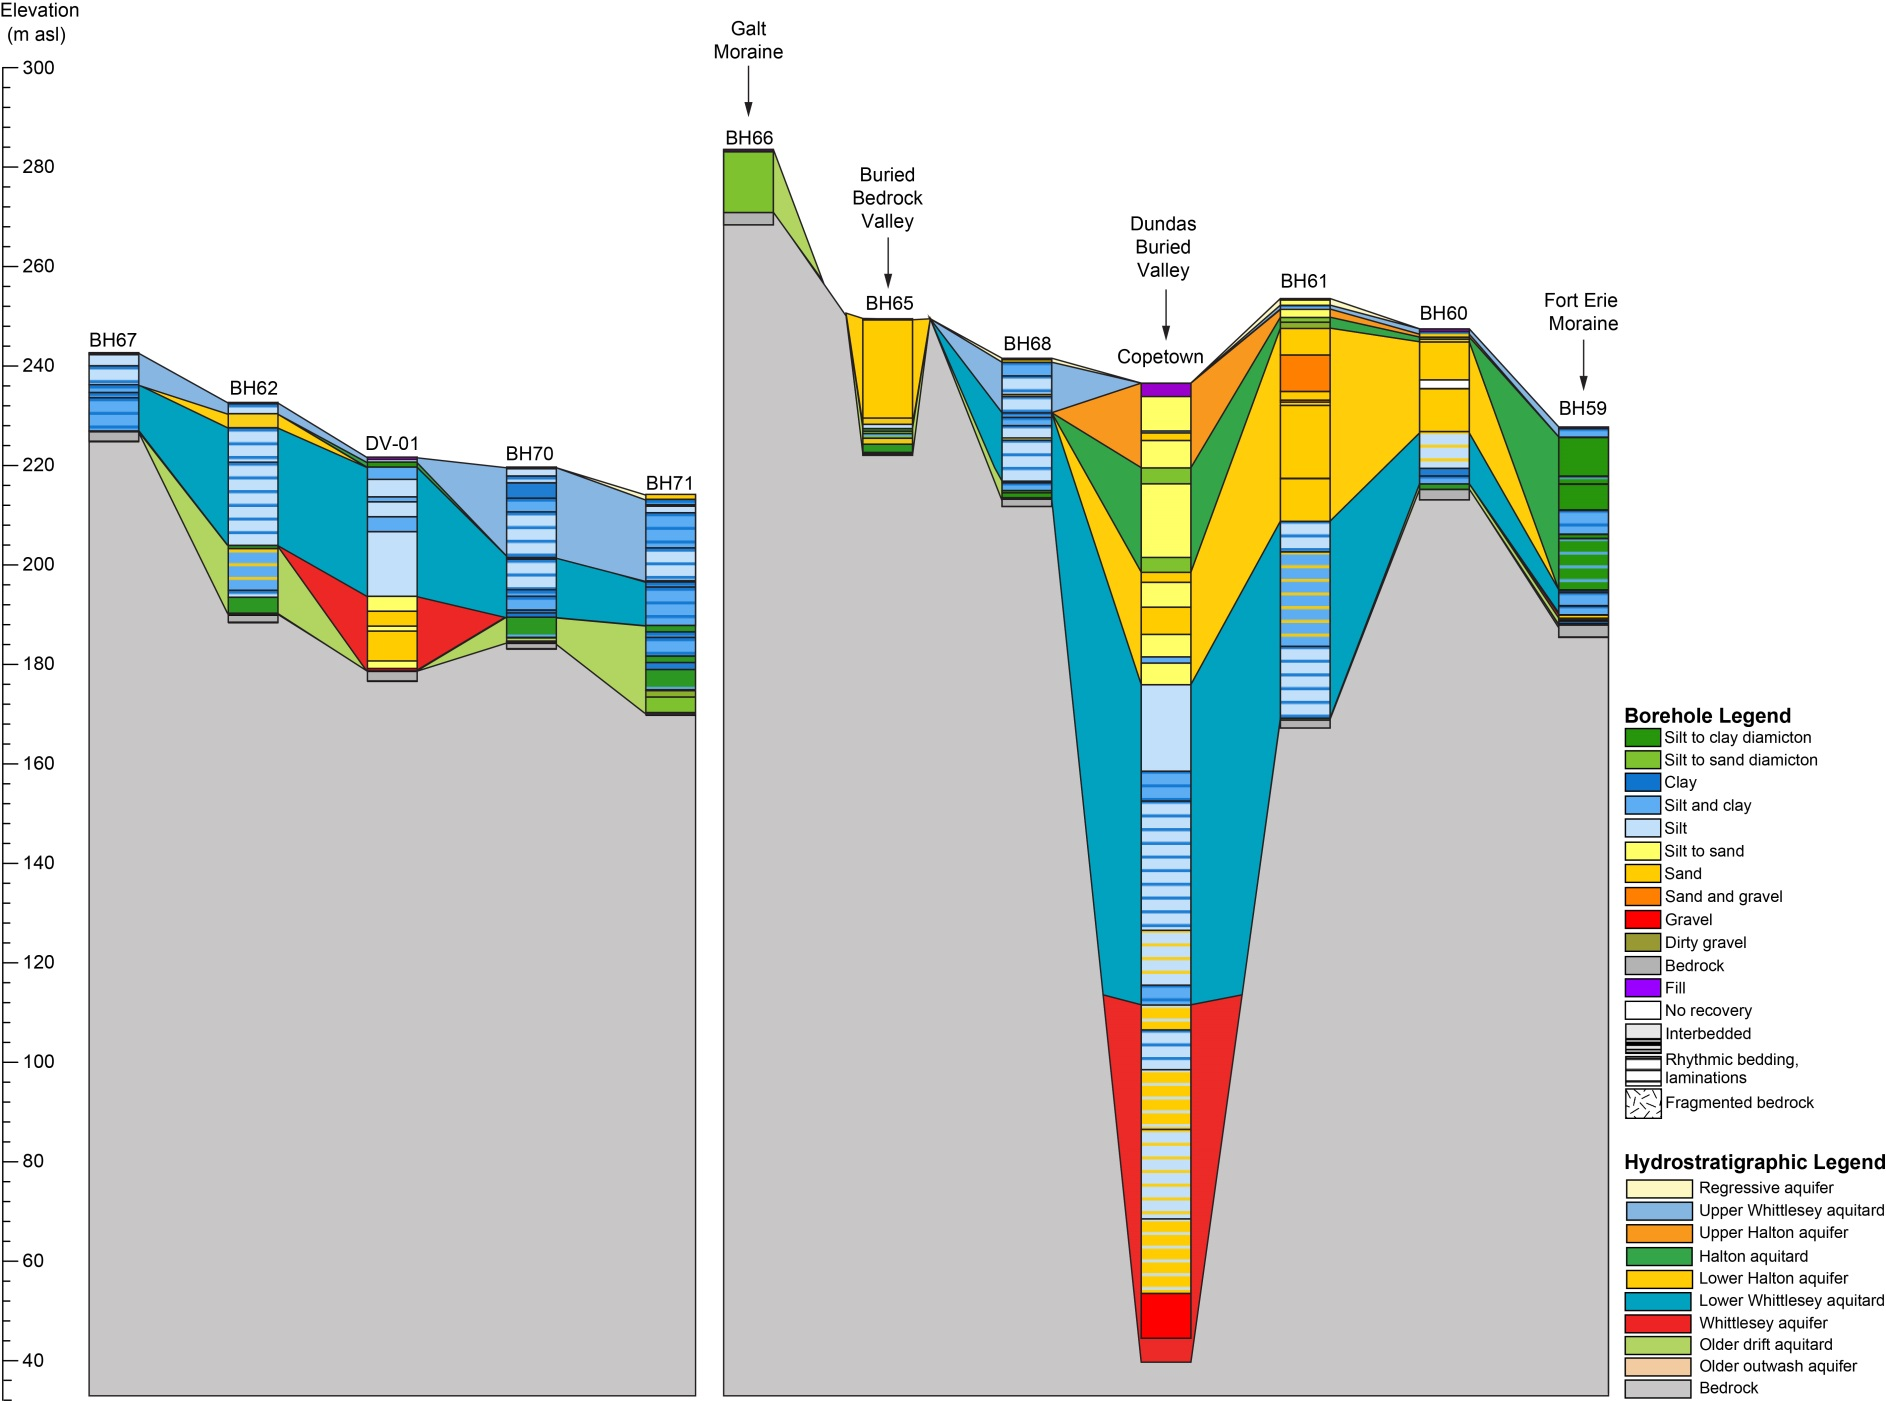 Elevation
(m asl)
300
280
260
240
220
200
180
160
140
120
100
80
60
40
BH67
BH62
DV-01
BH70
BH71
Galt
Moraine
BH66
Buried
Bedrock
Valley
BH65
BH68
Dundas
Buried
Valley
Copetown
BH61
BH60
Fort Erie
Moraine
BH59
Borehole Legend
Silt to clay diamicton
Silt to sand diamicton
Clay
Silt and clay
Silt
Silt to sand
Sand
Sand and gravel
Gravel
Dirty gravel
Bedrock
Fill
No recovery
Interbedded
Rhythmic bedding,
laminations
Fragmented bedrock
Hydrostratigraphic Legend
Regressive aquifer
Upper Whittlesey aquitard
Upper Halton aquifer
Halton aquitard
Lower Halton aquifer
Lower Whittlesey aquitard
Whittlesey aquifer
Older drift aquitard
Older outwash aquifer
Bedrock